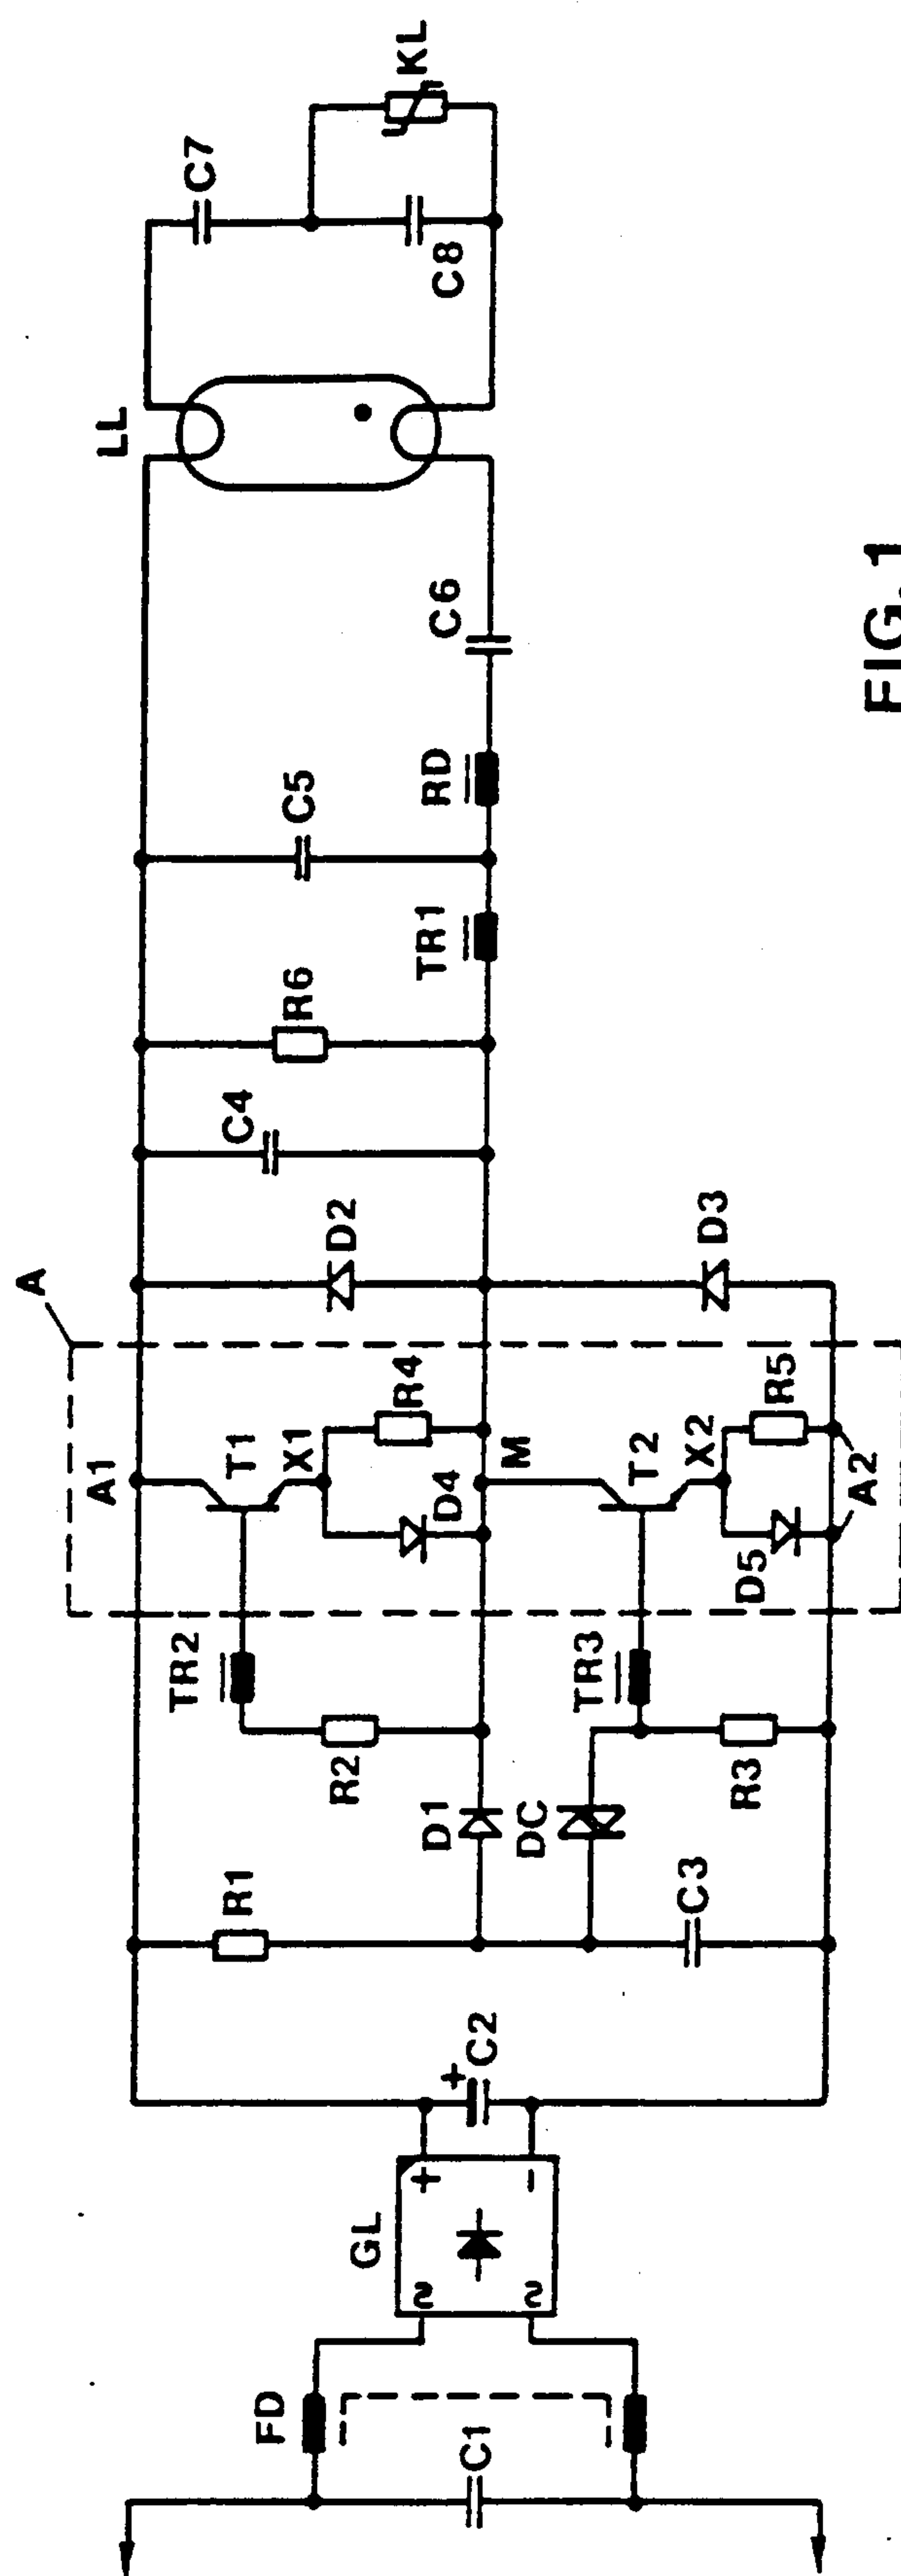 FD
C1
GL
~
~
+
−
+
C2
R1
C3
D1
DC
R2
R3
TR2
TR3
A
A1
T1
X1
D4
R4
M
T2
X2
D5
R5
A2
D2
D3
C4
R6
TR1
C5
RD
C6
LL
C7
C8
KL
FIG. 1